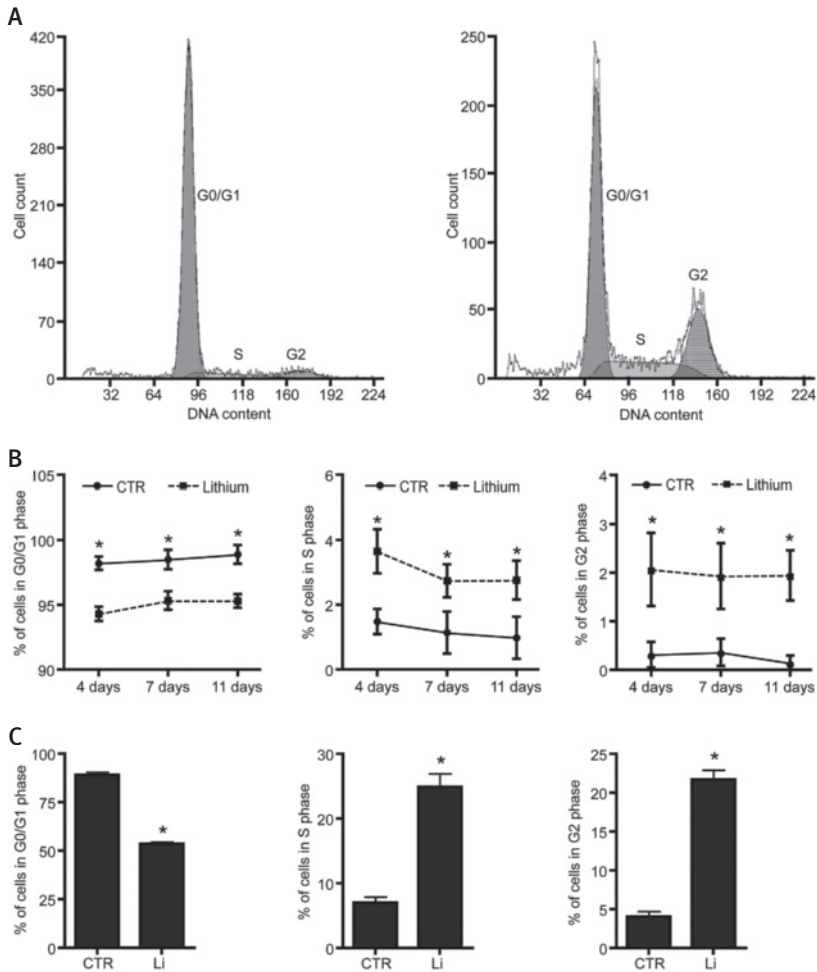 A
420
350
280
210
140
70
0
Cell count
G0/G1
S
G2
32 64 96 128 160 192 224
DNA content
250
200
150
100
50
0
Cell count
G0/G1
S
G2
32 64 96 118 128 160 192 224
DNA content
B
105
100
95
90
% of cells in G0/G1 phase
CTR Lithium
* * *
4 days 7 days 11 days
6
4
2
0
% of cells in S phase
CTR Lithium
* * *
4 days 7 days 11 days
4
3
2
1
0
% of cells in G2 phase
CTR Lithium
* * *
4 days 7 days 11 days
C
100
75
50
25
0
% of cells in G0/G1 phase
*
CTR Li
30
20
10
0
% of cells in S phase
*
CTR Li
25
20
15
10
5
0
% of cells in G2 phase
*
CTR Li